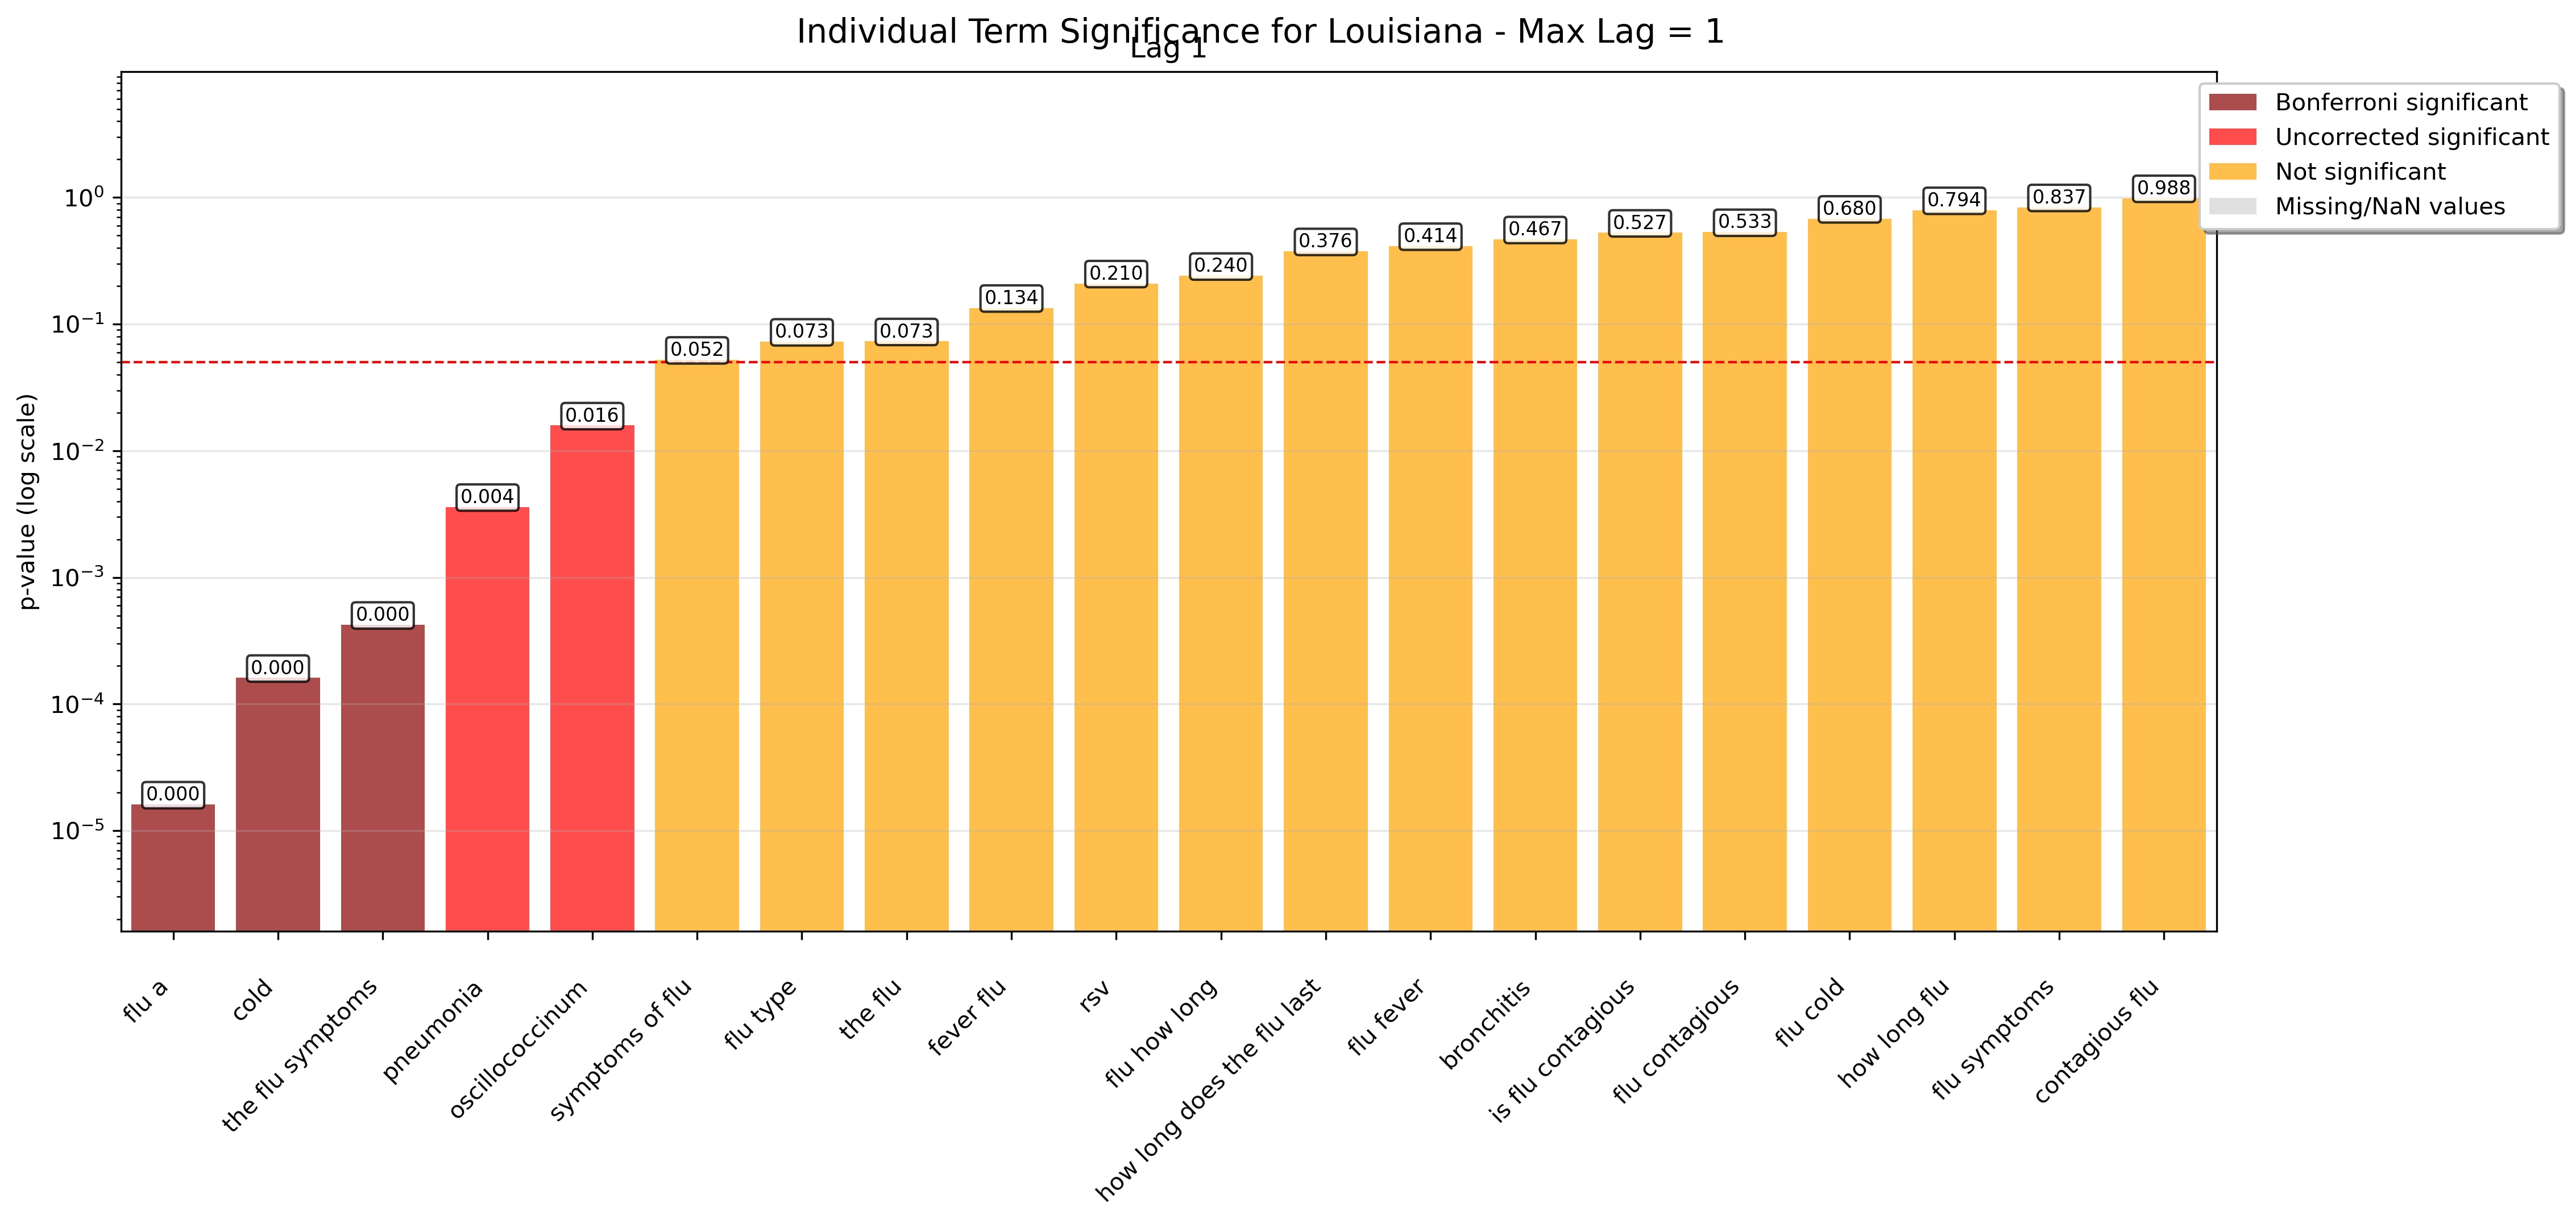 Individual Term Significance for Louisiana - Max Lag = 1
Lag 1
Bonferroni significant
Uncorrected significant
Not significant
Missing/NaN values
p-value (log scale)
10⁰
10⁻¹
10⁻²
10⁻³
10⁻⁴
10⁻⁵
0.000
0.000
0.000
0.004
0.016
0.052
0.073
0.073
0.134
0.210
0.240
0.376
0.414
0.467
0.527
0.533
0.680
0.794
0.837
0.988
flu a
cold
the flu symptoms
pneumonia
oscillococcinum
symptoms of flu
flu type
the flu
fever flu
rsv
flu how long
how long does the flu last
flu fever
bronchitis
is flu contagious
flu contagious
flu cold
how long flu
flu symptoms
contagious flu